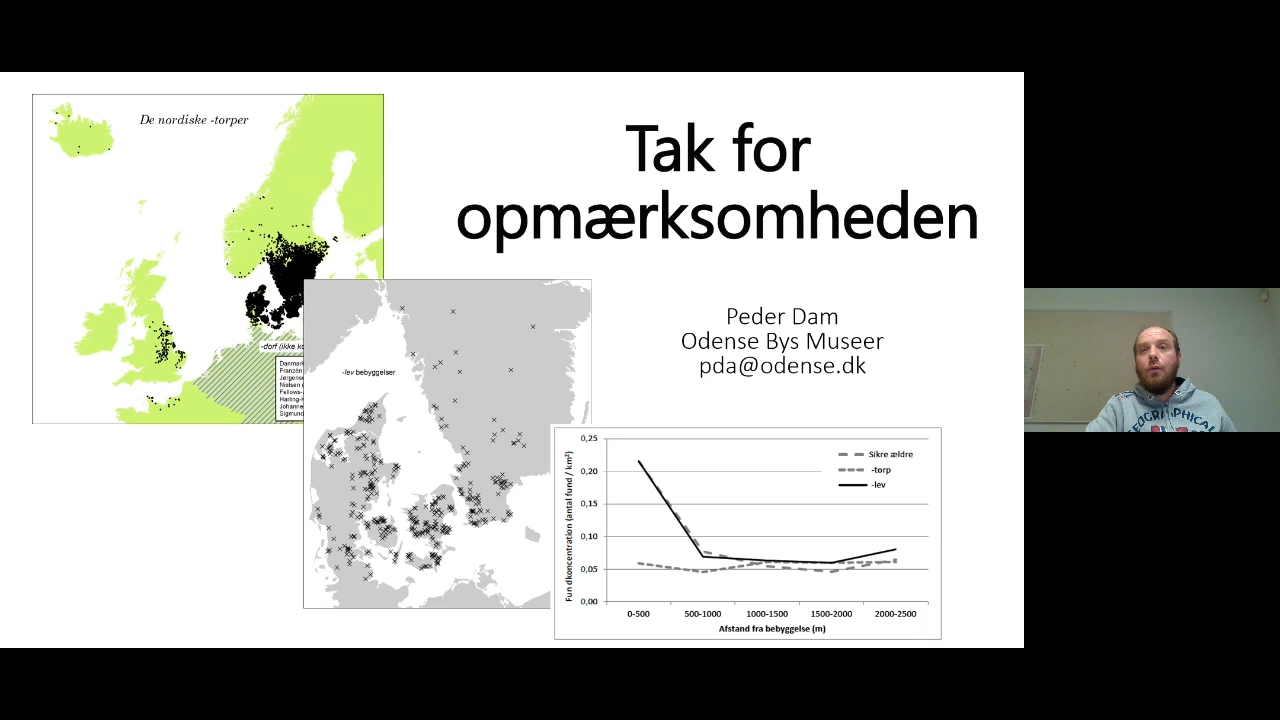 De nordiske -torper
Tak for
opmærksomheden
Peder Dam
Odense Bys Museer
pda@odense.dk
-dorf (ikke
Danmark
Franzén
Jørgense
Nielsen
Fellows-
Harling-
Johanne
Sigmund
-lev bebyggelser
Fundkoncentration (antal fund / km²)
0,25
0,20
0,15
0,10
0,05
0,00
Sikre ældre
-torp
-lev
0-500 500-1000 1000-1500 1500-2000 2000-2500
Afstand fra bebyggelse (m)
GEOGRAPHICAL